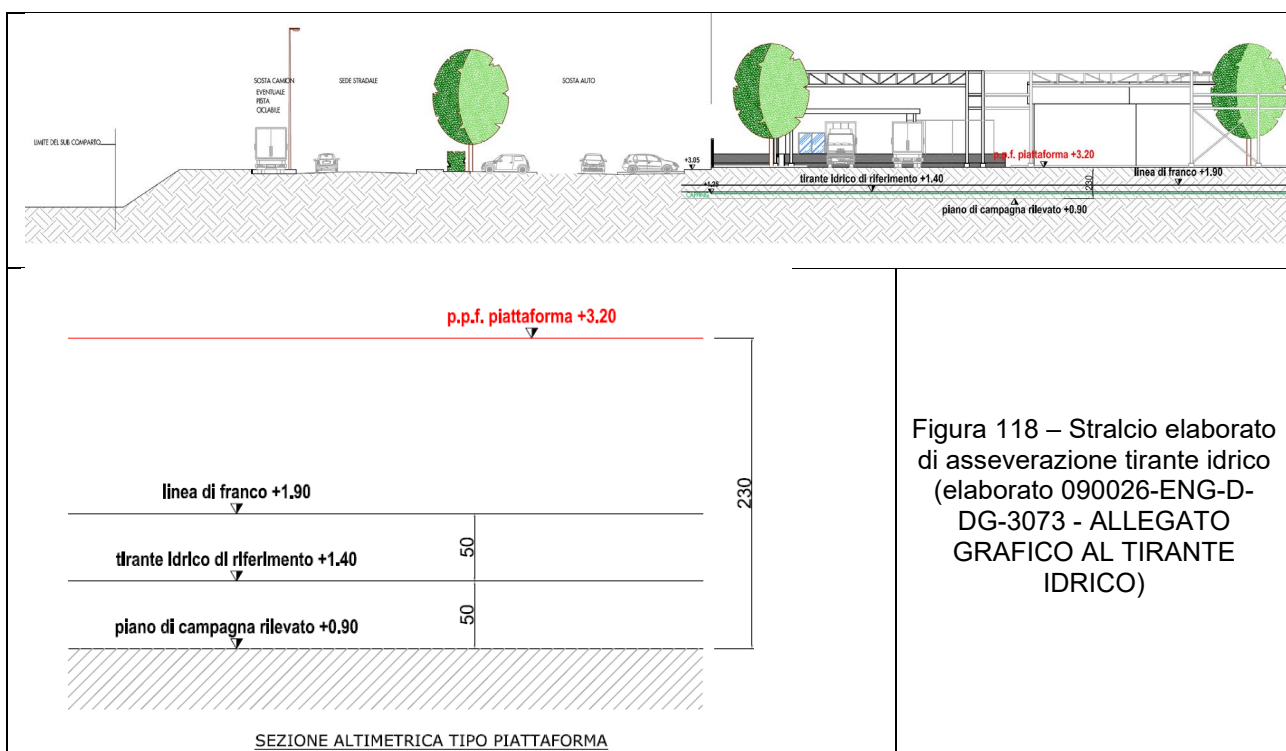 SOSTA CAMION
EVENTUALE
PISTA
CICLABILE
SEDE STRADALE
SOSTA AUTO
LIMITE DEL SUB COMPARTO
+3.05
p.p.f. piattaforma +3.20
tirante idrico di riferimento +1.40
linea di franco +1.90
230
piano di campagna rilevato +0.90
p.p.f. piattaforma +3.20
linea di franco +1.90
50
tirante idrico di riferimento +1.40
50
piano di campagna rilevato +0.90
230
SEZIONE ALTIMETRICA TIPO PIATTAFORMA
Figura 118 – Stralcio elaborato
di asseverazione tirante idrico
(elaborato 090026-ENG-D-
DG-3073 - ALLEGATO
GRAFICO AL TIRANTE
IDRICO)